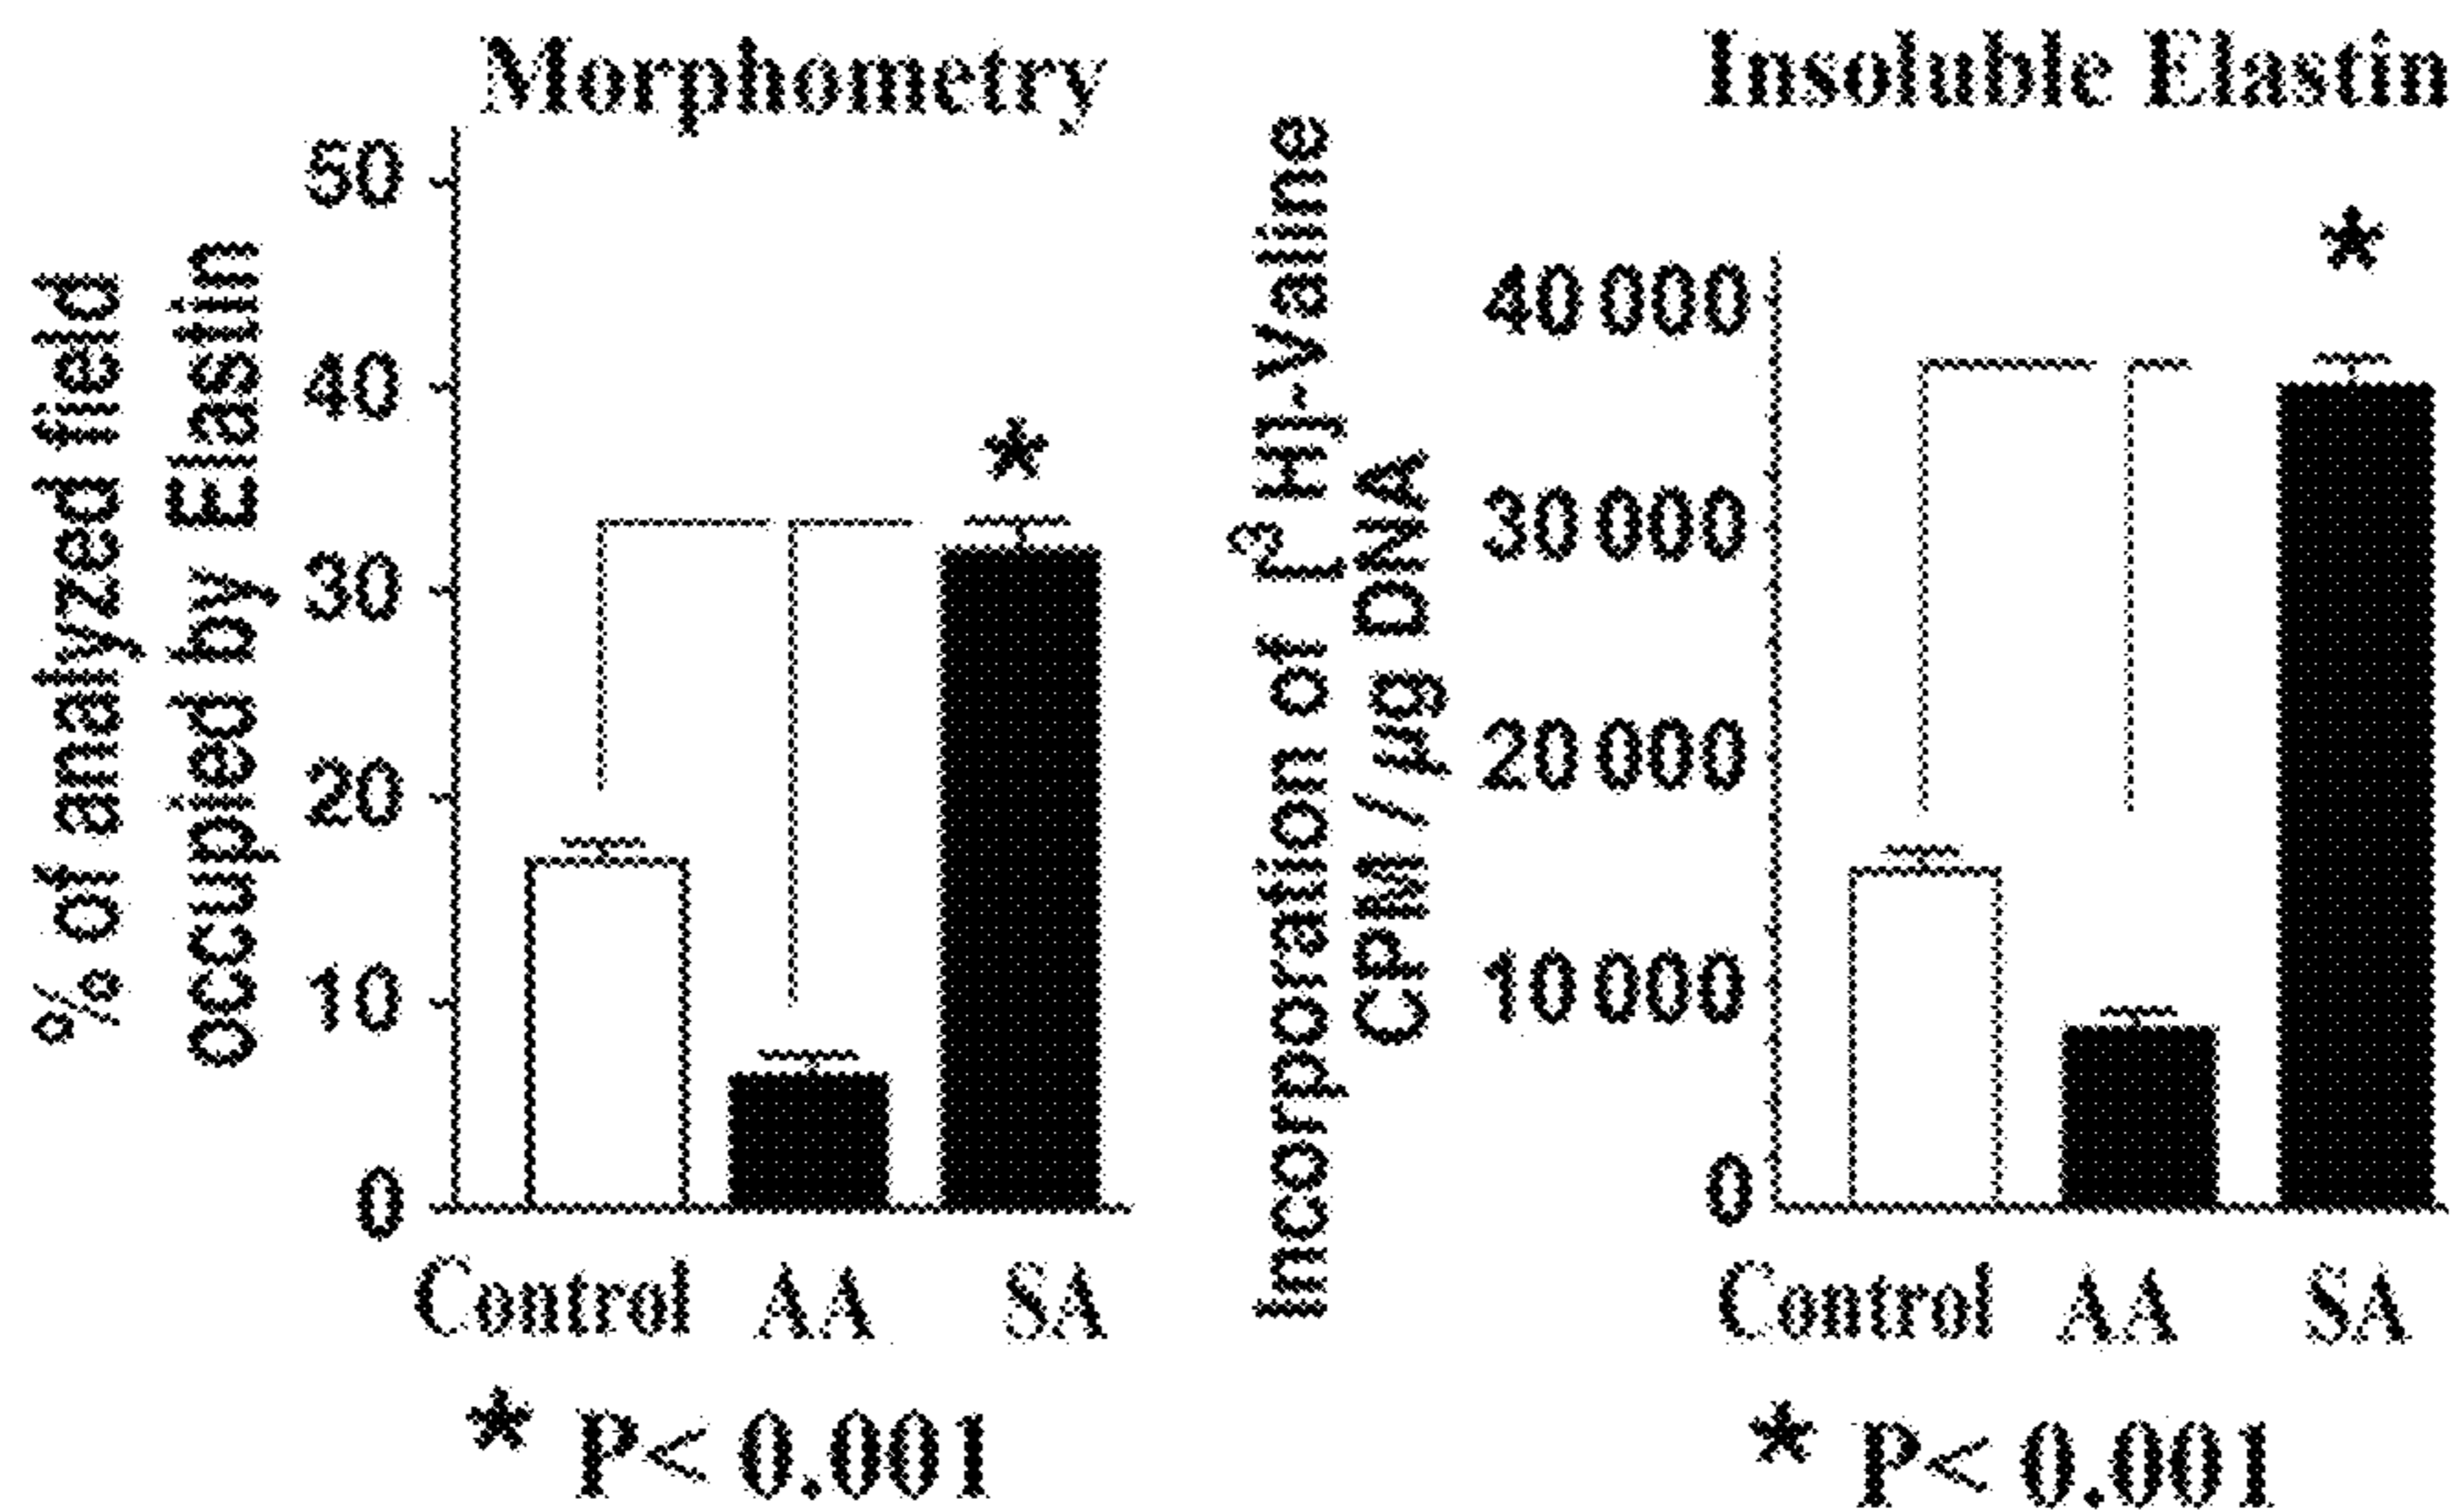 Morphometry
% of analyzed field
occupied by Elastin
50
40
30
20
10
0
Control AA SA
* P< 0.001
Insoluble Elastin
Incorporation of [³H]-Valine
CPM / µg DNA
40 000
30 000
20 000
10 000
0
*
*
Control AA SA
* P< 0.001